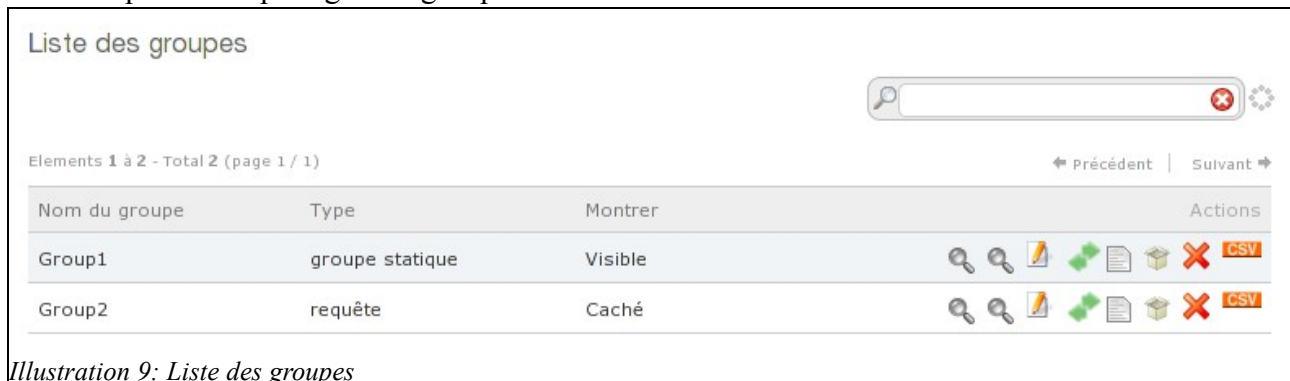 Liste des groupes
Elements 1 à 2 - Total 2 (page 1 / 1)
Précédent | Suivant
Nom du groupe Type Montrer Actions
Group1 groupe statique Visible CSV
Group2 requête Caché CSV
Illustration 9: Liste des groupes